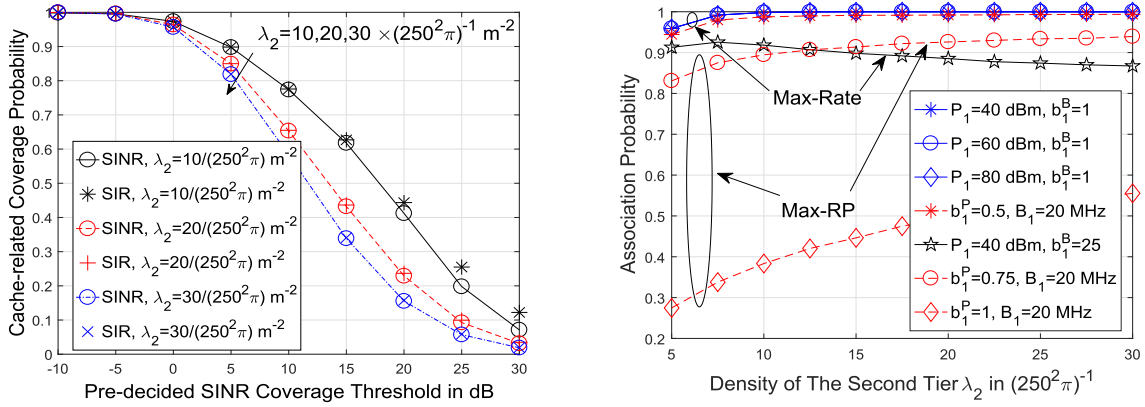 Cache-related Coverage Probability
1
0.9
0.8
0.7
0.6
0.5
0.4
0.3
0.2
0.1
0
-10 -5 0 5 10 15 20 25 30
Pre-decided SINR Coverage Threshold in dB
λ₂=10,20,30 ×(250²π)⁻¹ m⁻²
SINR, λ₂=10/(250²π) m⁻²
SIR, λ₂=10/(250²π) m⁻²
SINR, λ₂=20/(250²π) m⁻²
SIR, λ₂=20/(250²π) m⁻²
SINR, λ₂=30/(250²π) m⁻²
SIR, λ₂=30/(250²π) m⁻²
Association Probability
1
0.9
0.8
0.7
0.6
0.5
0.4
0.3
0.2
5 10 15 20 25 30
Density of The Second Tier λ₂ in (250²π)⁻¹
Max-Rate
Max-RP
P₁=40 dBm, b₁ᴮ=1
P₁=60 dBm, b₁ᴮ=1
P₁=80 dBm, b₁ᴮ=1
b₁ᴾ=0.5, B₁=20 MHz
P₁=40 dBm, b₁ᴮ=25
b₁ᴾ=0.75, B₁=20 MHz
b₁ᴾ=1, B₁=20 MHz